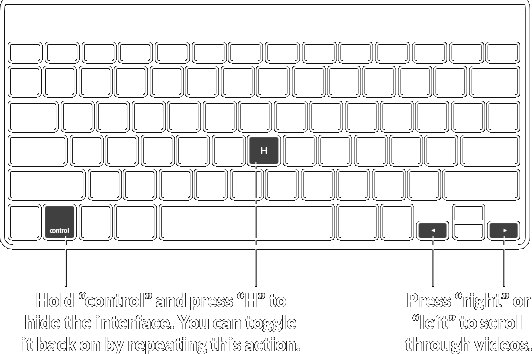 H
control
◄
►
Hold “control” and press “H” to
hide the interface. You can toggle
it back on by repeating this action.
Press “right” or
“left” to scroll
through videos.